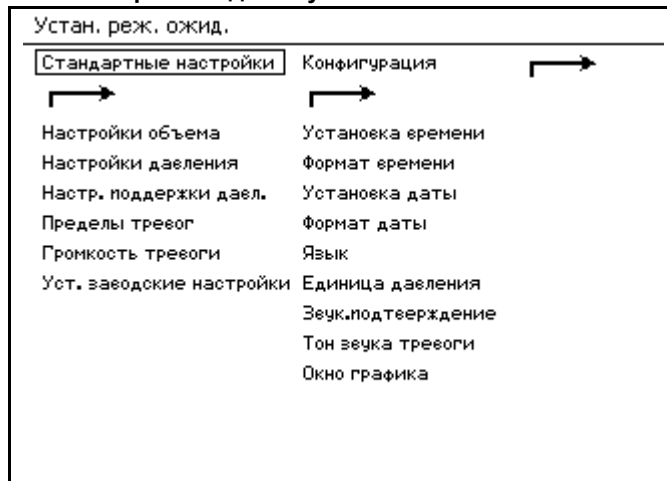 Устан. реж. ожид.
Стандартные настройки
Настройки объема
Настройки давления
Настр. поддержки давл.
Пределы тревог
Громкость тревоги
Уст. заводские настройки
Конфигурация
Установка времени
Формат времени
Установка даты
Формат даты
Язык
Единица давления
Звук.подтверждение
Тон звука тревоги
Окно графика